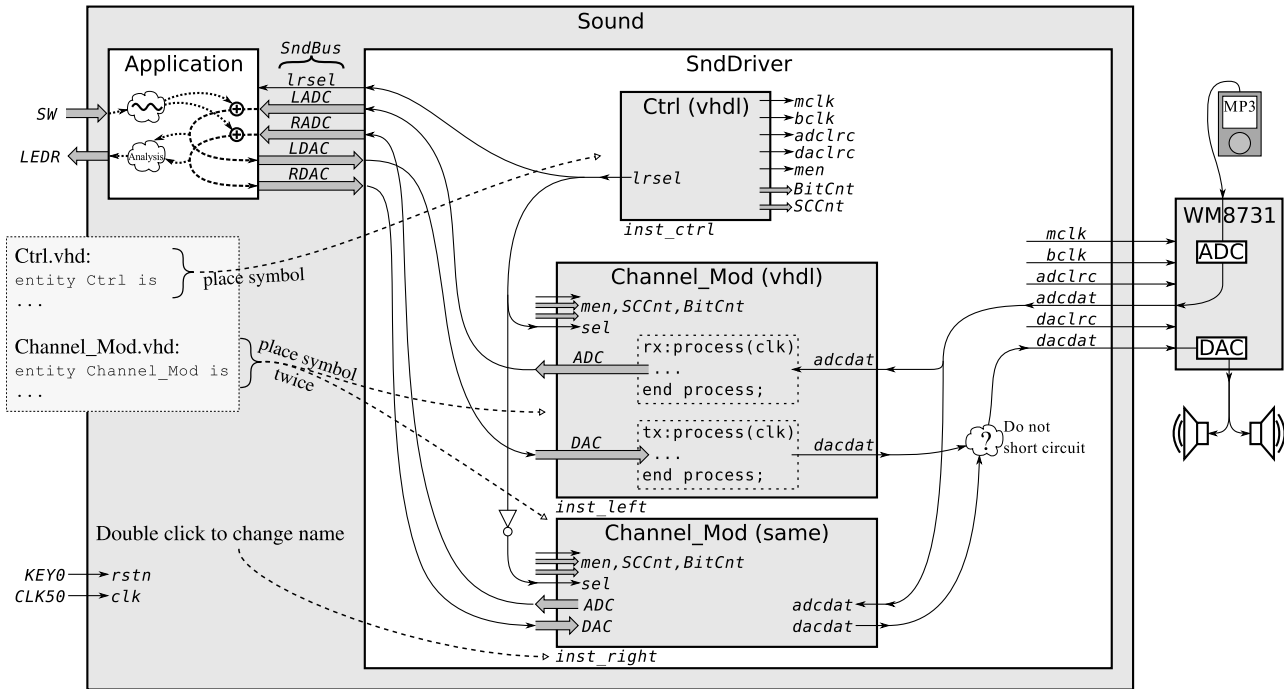 Sound
Application
SW
LEDR
Analysis
SndBus
lrsel
LADC
RADC
LDAC
RDAC
SndDriver
Ctrl (vhdl)
mclk
bclk
adclrc
daclrc
men
BitCnt
SCCnt
lrsel
inst_ctrl
MP3
WM8731
ADC
DAC
mclk
bclk
adclrc
adcdat
daclrc
dacdat
Ctrl.vhd:
entity Ctrl is
...
place symbol
Channel_Mod.vhd:
entity Channel_Mod is
...
place symbol
twice
Channel_Mod (vhdl)
men,SCCnt,BitCnt
sel
ADC
rx:process(clk)
...
end process;
adcdat
DAC
tx:process(clk)
...
end process;
dacdat
inst_left
?
Do not
short circuit
Channel_Mod (same)
men,SCCnt,BitCnt
sel
ADC
DAC
adcdat
dacdat
inst_right
Double click to change name
KEY0
rstn
CLK50
clk